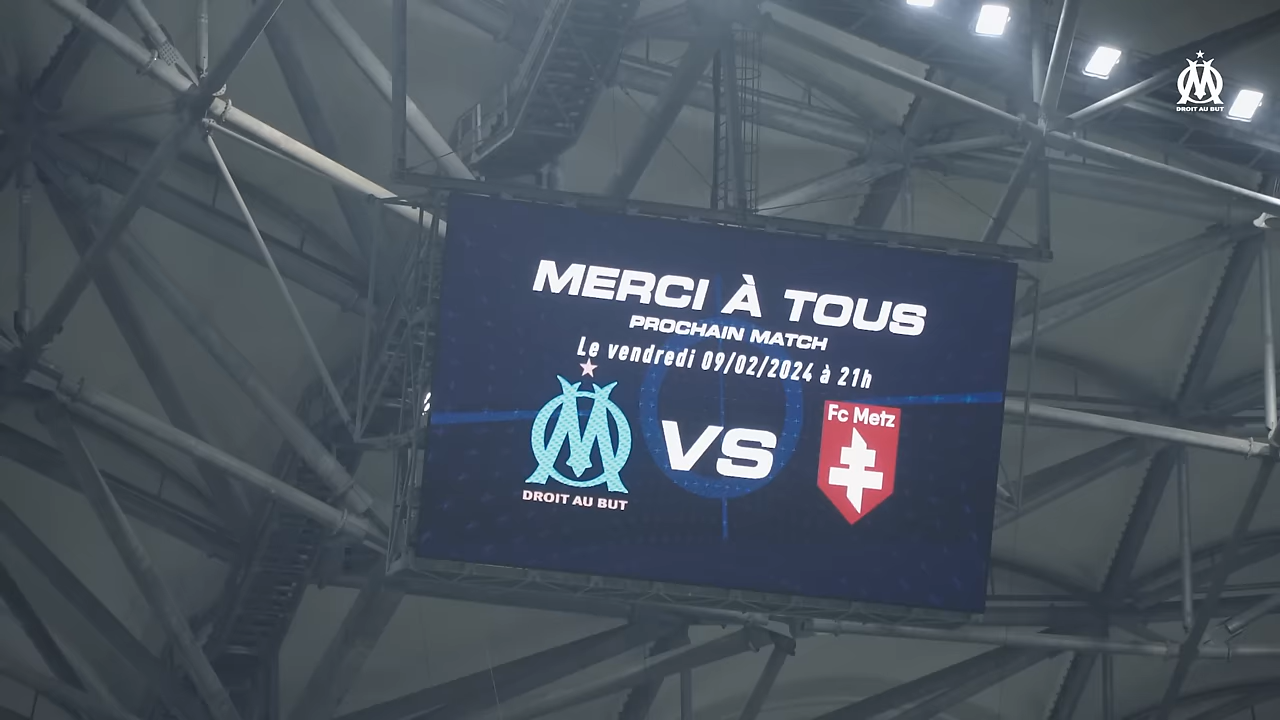 DROIT AU BUT
MERCI À TOUS
PROCHAIN MATCH
Le vendredi 09/02/2024 à 21h
Fc Metz
VS
DROIT AU BUT